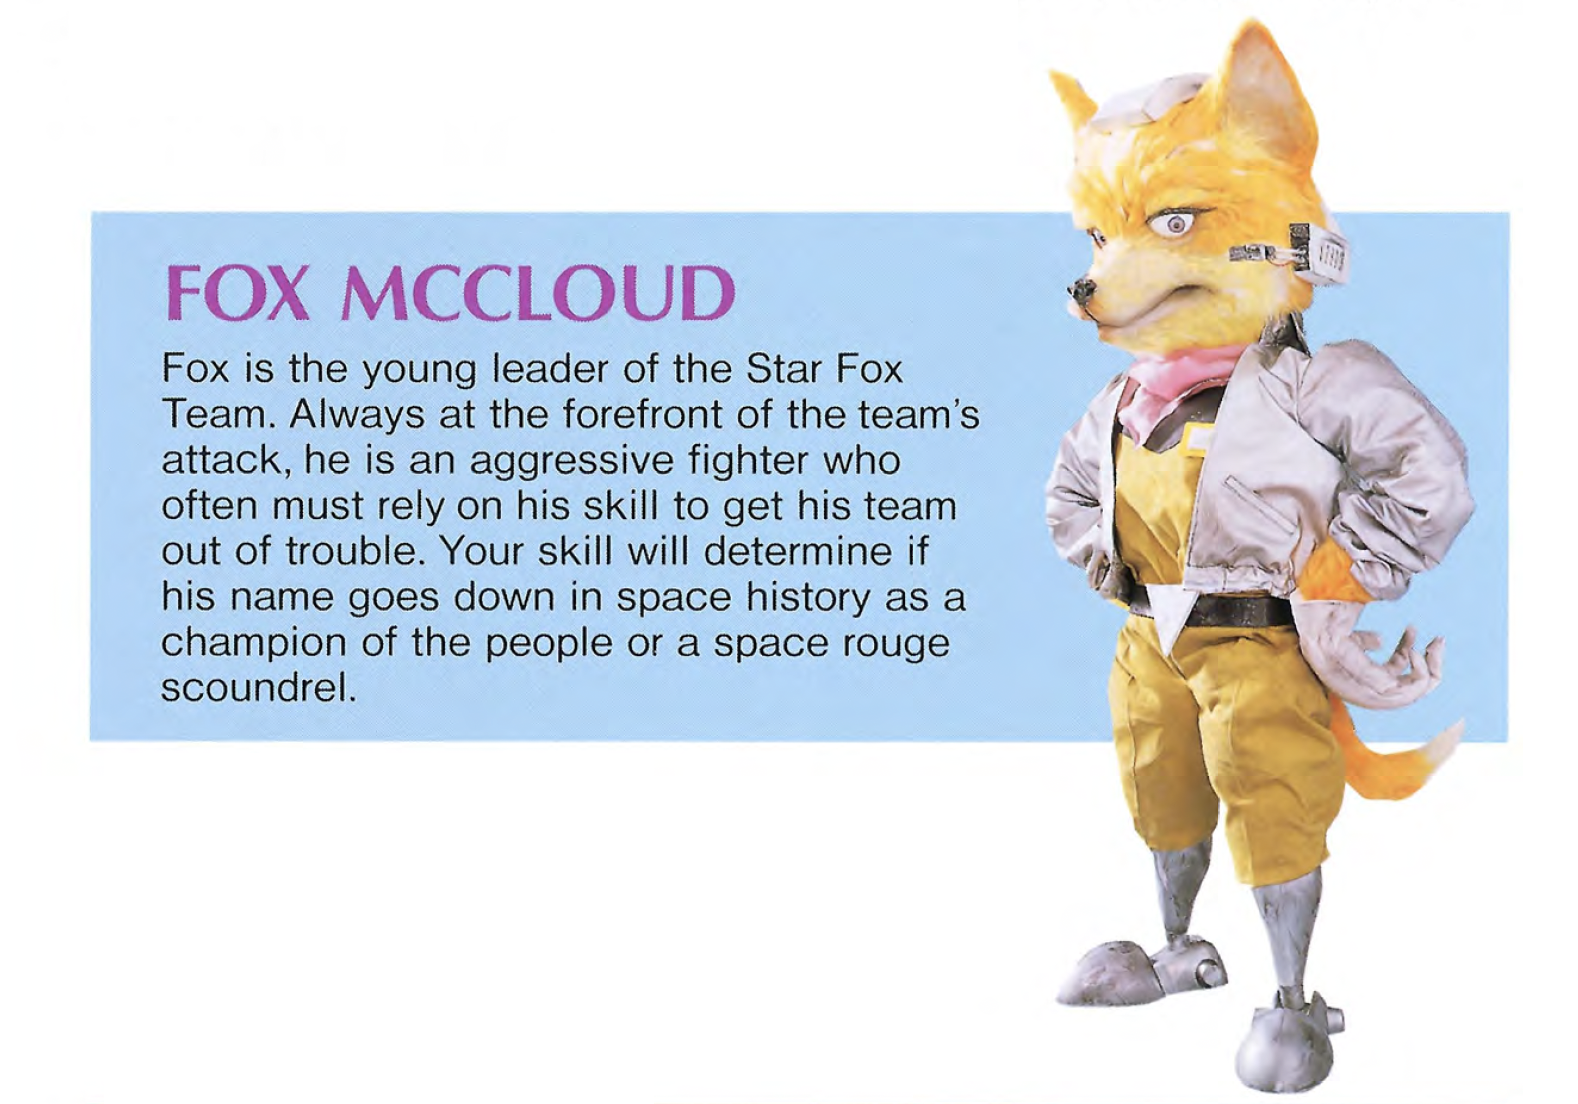 FOX MCCLOUD
Fox is the young leader of the Star Fox
Team. Always at the forefront of the team's
attack, he is an aggressive fighter who
often must rely on his skill to get his team
out of trouble. Your skill will determine if
his name goes down in space history as a
champion of the people or a space rouge
scoundrel.